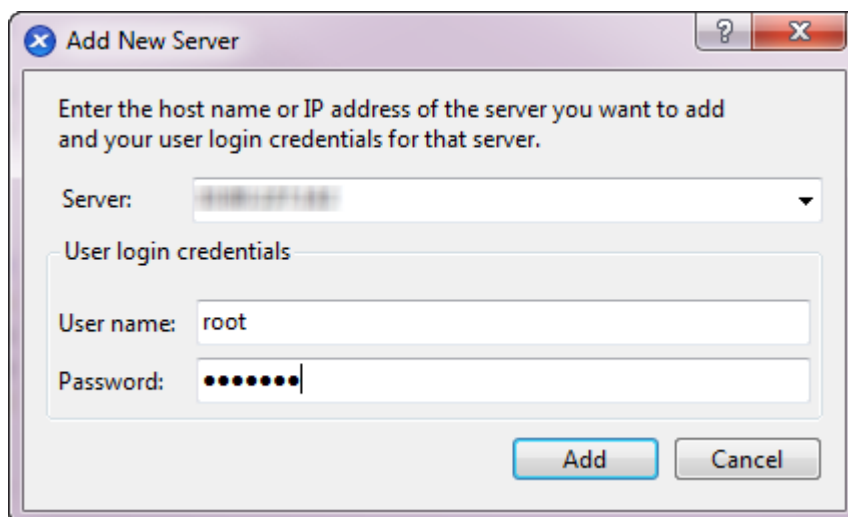 Add New Server
Enter the host name or IP address of the server you want to add
and your user login credentials for that server.
Server:
User login credentials
User name: root
Password: ●●●●●●●
Add Cancel